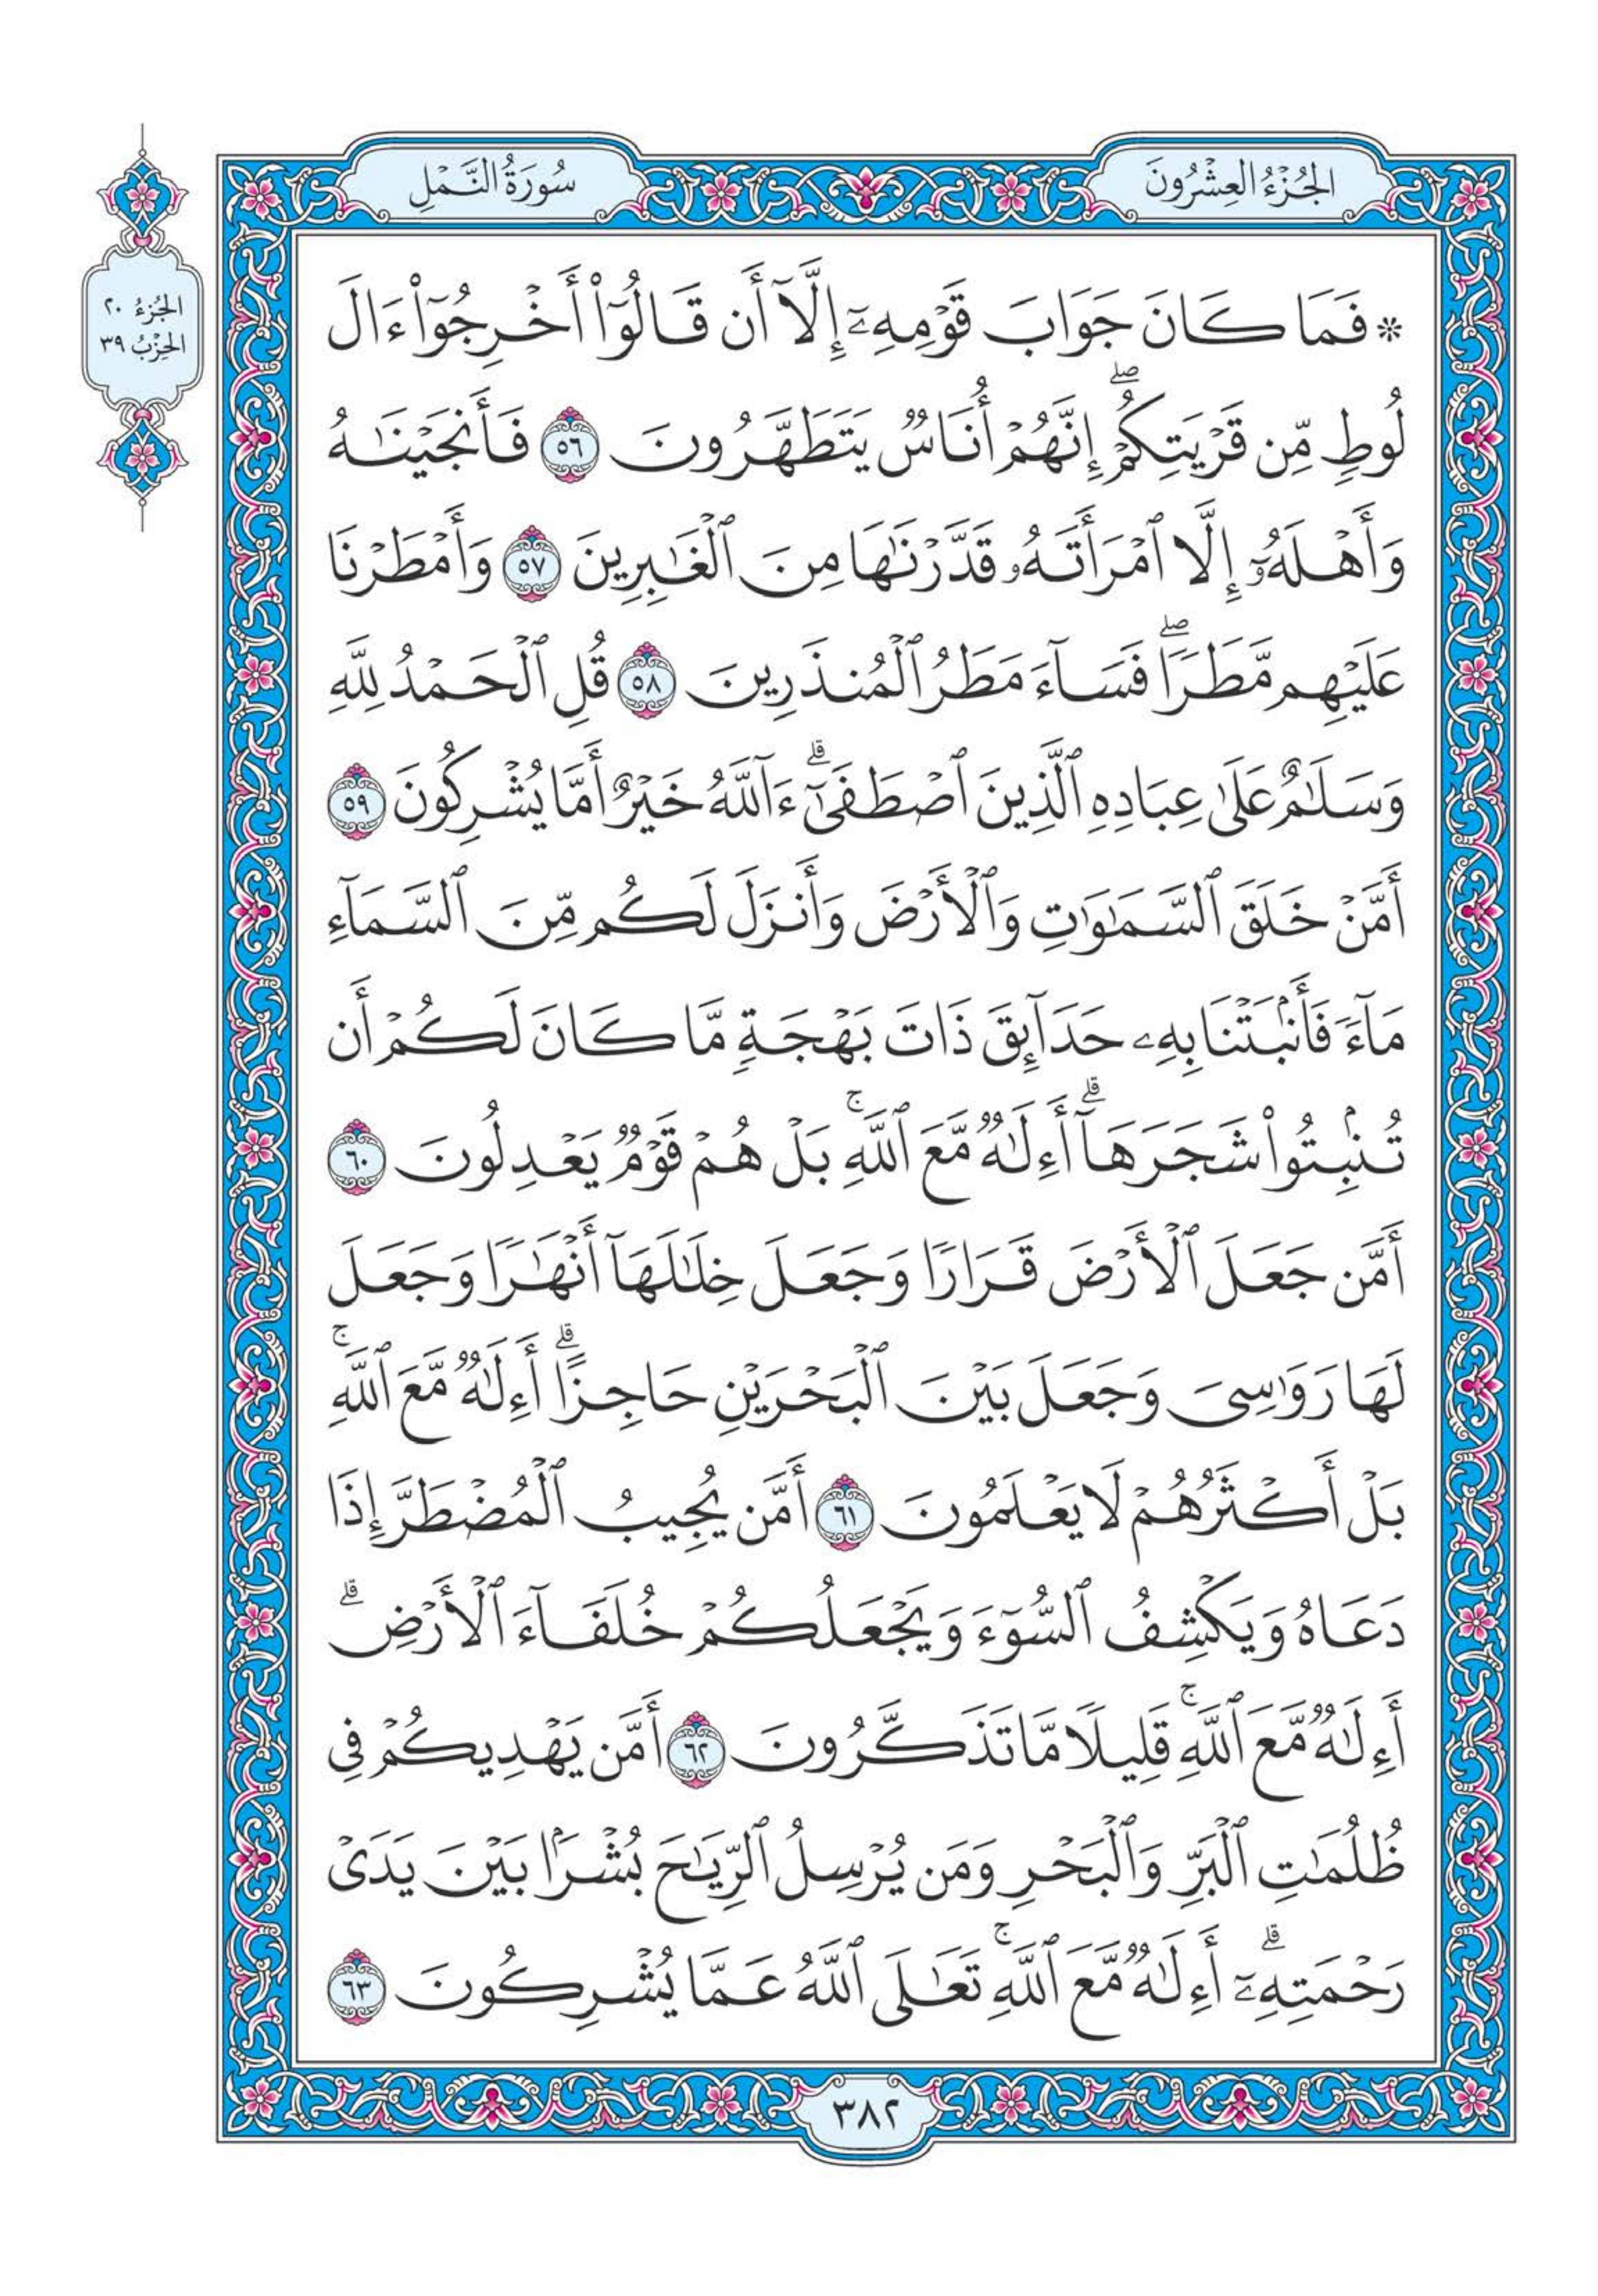 الجُزْءُ العِشْرُونَ
سُورَةُ النَّمْلِ
الجُزءُ ٢٠
الحِزْبُ ٣٩
* فَمَا كَانَ جَوَابَ قَوْمِهِۦٓ إِلَّآ أَن قَالُوٓا۟ أَخْرِجُوٓا۟ ءَالَ
لُوطٍ مِّن قَرْيَتِكُمْ ۖ إِنَّهُمْ أُنَاسٌ يَتَطَهَّرُونَ ٥٦ فَأَنجَيْنَٰهُ
وَأَهْلَهُۥٓ إِلَّا ٱمْرَأَتَهُۥ قَدَّرْنَٰهَا مِنَ ٱلْغَٰبِرِينَ ٥٧ وَأَمْطَرْنَا
عَلَيْهِم مَّطَرًا ۖ فَسَآءَ مَطَرُ ٱلْمُنذَرِينَ ٥٨ قُلِ ٱلْحَمْدُ لِلَّهِ
وَسَلَٰمٌ عَلَىٰ عِبَادِهِ ٱلَّذِينَ ٱصْطَفَىٰٓ ۗ ءَآللَّهُ خَيْرٌ أَمَّا يُشْرِكُونَ ٥٩
أَمَّنْ خَلَقَ ٱلسَّمَٰوَٰتِ وَٱلْأَرْضَ وَأَنزَلَ لَكُم مِّنَ ٱلسَّمَآءِ
مَآءً فَأَنۢبَتْنَا بِهِۦ حَدَآئِقَ ذَاتَ بَهْجَةٍ مَّا كَانَ لَكُمْ أَن
تُنۢبِتُوا۟ شَجَرَهَآ ۗ أَءِلَٰهٌ مَّعَ ٱللَّهِ ۚ بَلْ هُمْ قَوْمٌ يَعْدِلُونَ ٦٠
أَمَّن جَعَلَ ٱلْأَرْضَ قَرَارًا وَجَعَلَ خِلَٰلَهَآ أَنْهَٰرًا وَجَعَلَ
لَهَا رَوَٰسِىَ وَجَعَلَ بَيْنَ ٱلْبَحْرَيْنِ حَاجِزًا ۗ أَءِلَٰهٌ مَّعَ ٱللَّهِ ۚ
بَلْ أَكْثَرُهُمْ لَا يَعْلَمُونَ ٦١ أَمَّن يُجِيبُ ٱلْمُضْطَرَّ إِذَا
دَعَاهُ وَيَكْشِفُ ٱلسُّوٓءَ وَيَجْعَلُكُمْ خُلَفَآءَ ٱلْأَرْضِ ۗ
أَءِلَٰهٌ مَّعَ ٱللَّهِ ۚ قَلِيلًا مَّا تَذَكَّرُونَ ٦٢ أَمَّن يَهْدِيكُمْ فِى
ظُلُمَٰتِ ٱلْبَرِّ وَٱلْبَحْرِ وَمَن يُرْسِلُ ٱلرِّيَٰحَ بُشْرًۢا بَيْنَ يَدَىْ
رَحْمَتِهِۦٓ ۗ أَءِلَٰهٌ مَّعَ ٱللَّهِ ۚ تَعَٰلَى ٱللَّهُ عَمَّا يُشْرِكُونَ ٦٣
٣٨٢